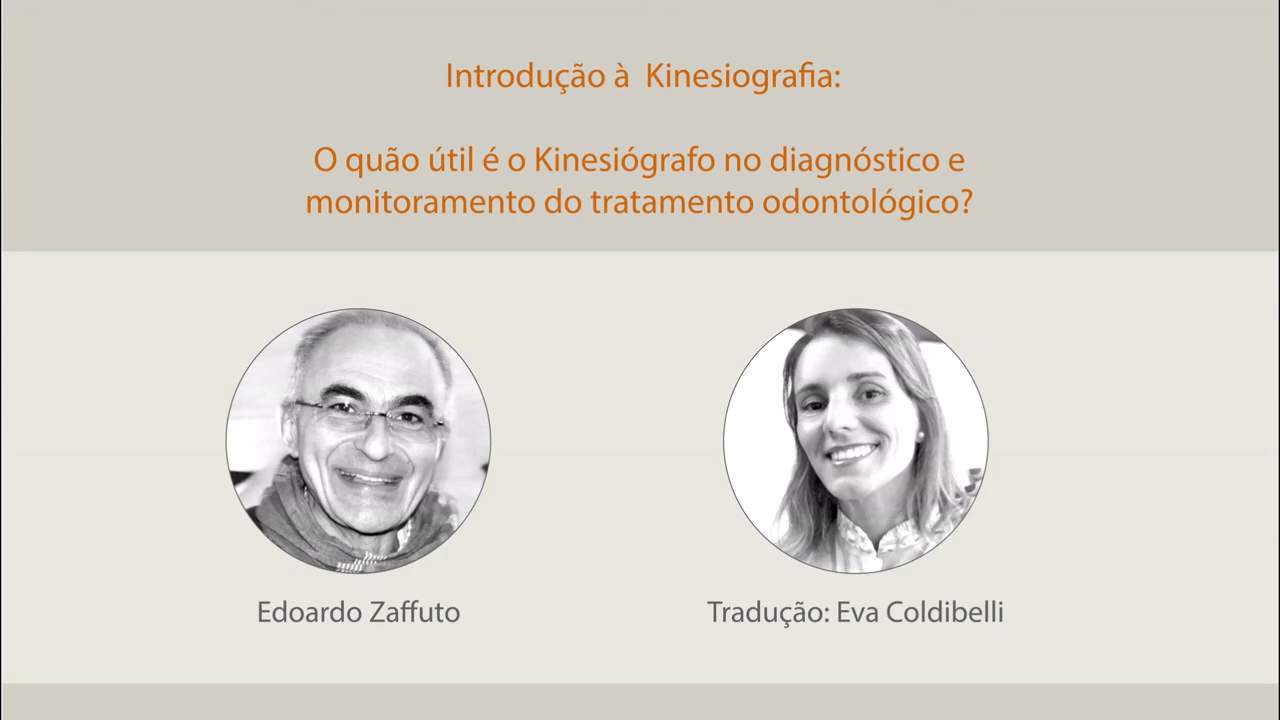 Introdução à Kinesiografia:
O quão útil é o Kinesiógrafo no diagnóstico e
monitoramento do tratamento odontológico?
Edoardo Zaffuto
Tradução: Eva Coldibelli